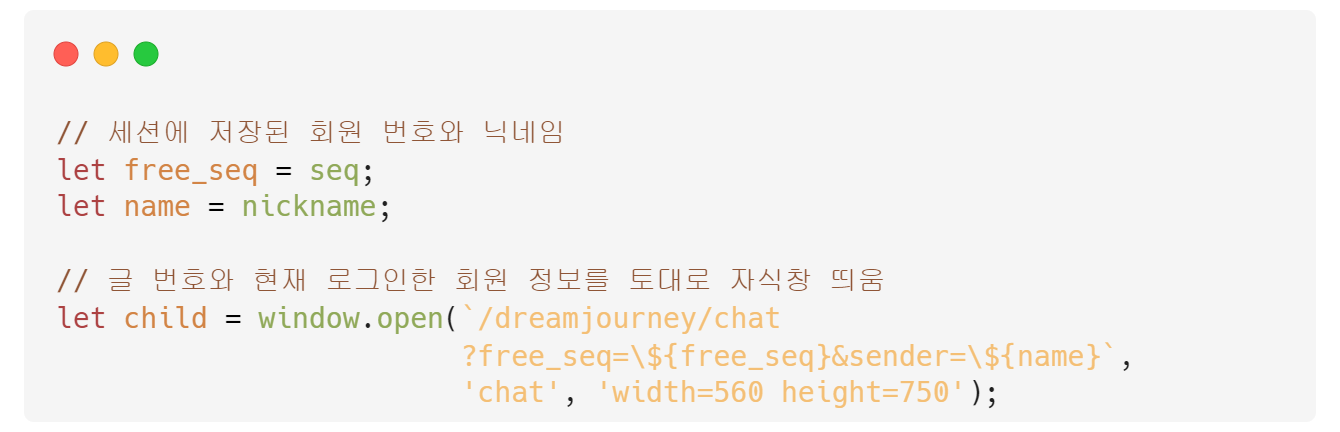 // 세션에 저장된 회원 번호와 닉네임
let free_seq = seq;
let name = nickname;
// 글 번호와 현재 로그인한 회원 정보를 토대로 자식창 띄움
let child = window.open(`/dreamjourney/chat
?free_seq=\${free_seq}&sender=\${name}`,
'chat', 'width=560 height=750');